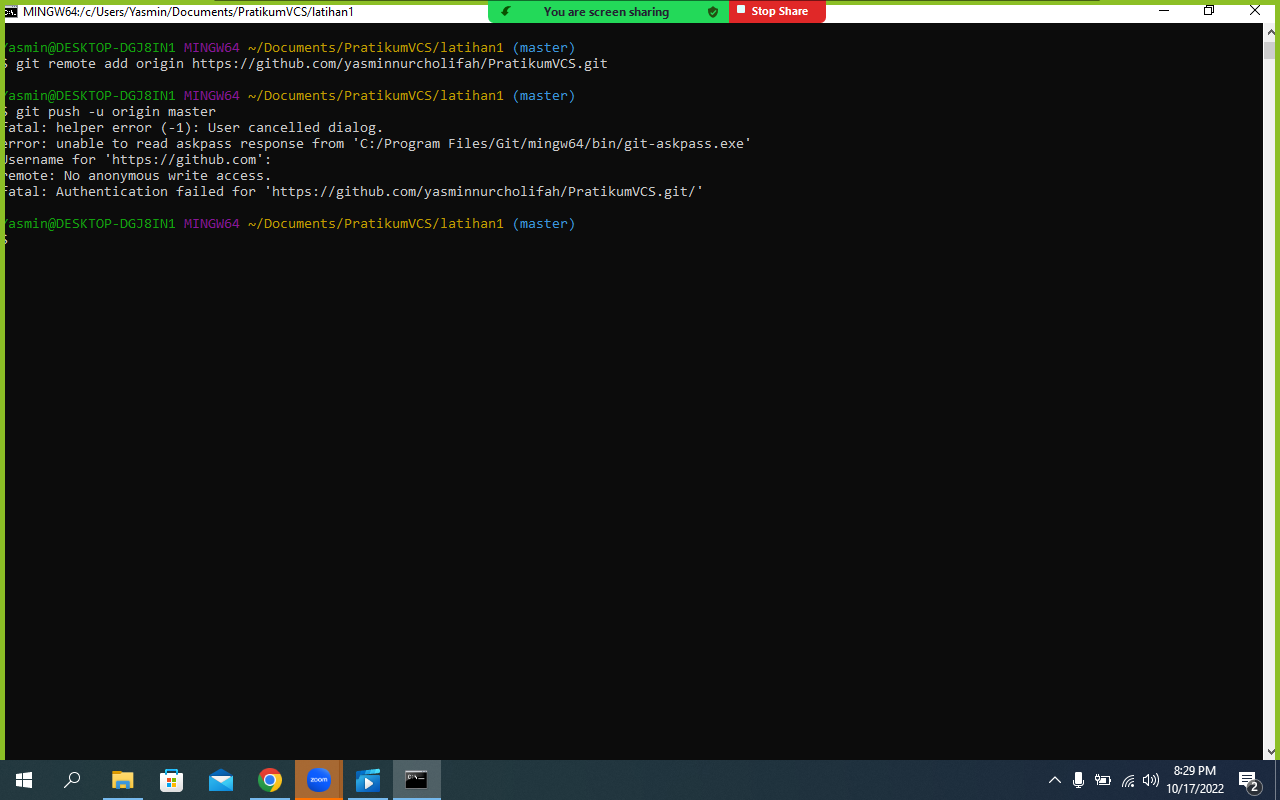 MINGW64:/c/Users/Yasmin/Documents/PratikumVCS/latihan1
You are screen sharing
Stop Share
Yasmin@DESKTOP-DGJ8IN1 MINGW64 ~/Documents/PratikumVCS/latihan1 (master)
$ git remote add origin https://github.com/yasminnurcholifah/PratikumVCS.git
Yasmin@DESKTOP-DGJ8IN1 MINGW64 ~/Documents/PratikumVCS/latihan1 (master)
$ git push -u origin master
fatal: helper error (-1): User cancelled dialog.
error: unable to read askpass response from 'C:/Program Files/Git/mingw64/bin/git-askpass.exe'
Username for 'https://github.com':
remote: No anonymous write access.
fatal: Authentication failed for 'https://github.com/yasminnurcholifah/PratikumVCS.git/'
Yasmin@DESKTOP-DGJ8IN1 MINGW64 ~/Documents/PratikumVCS/latihan1 (master)
$
zoom
8:29 PM
10/17/2022
2